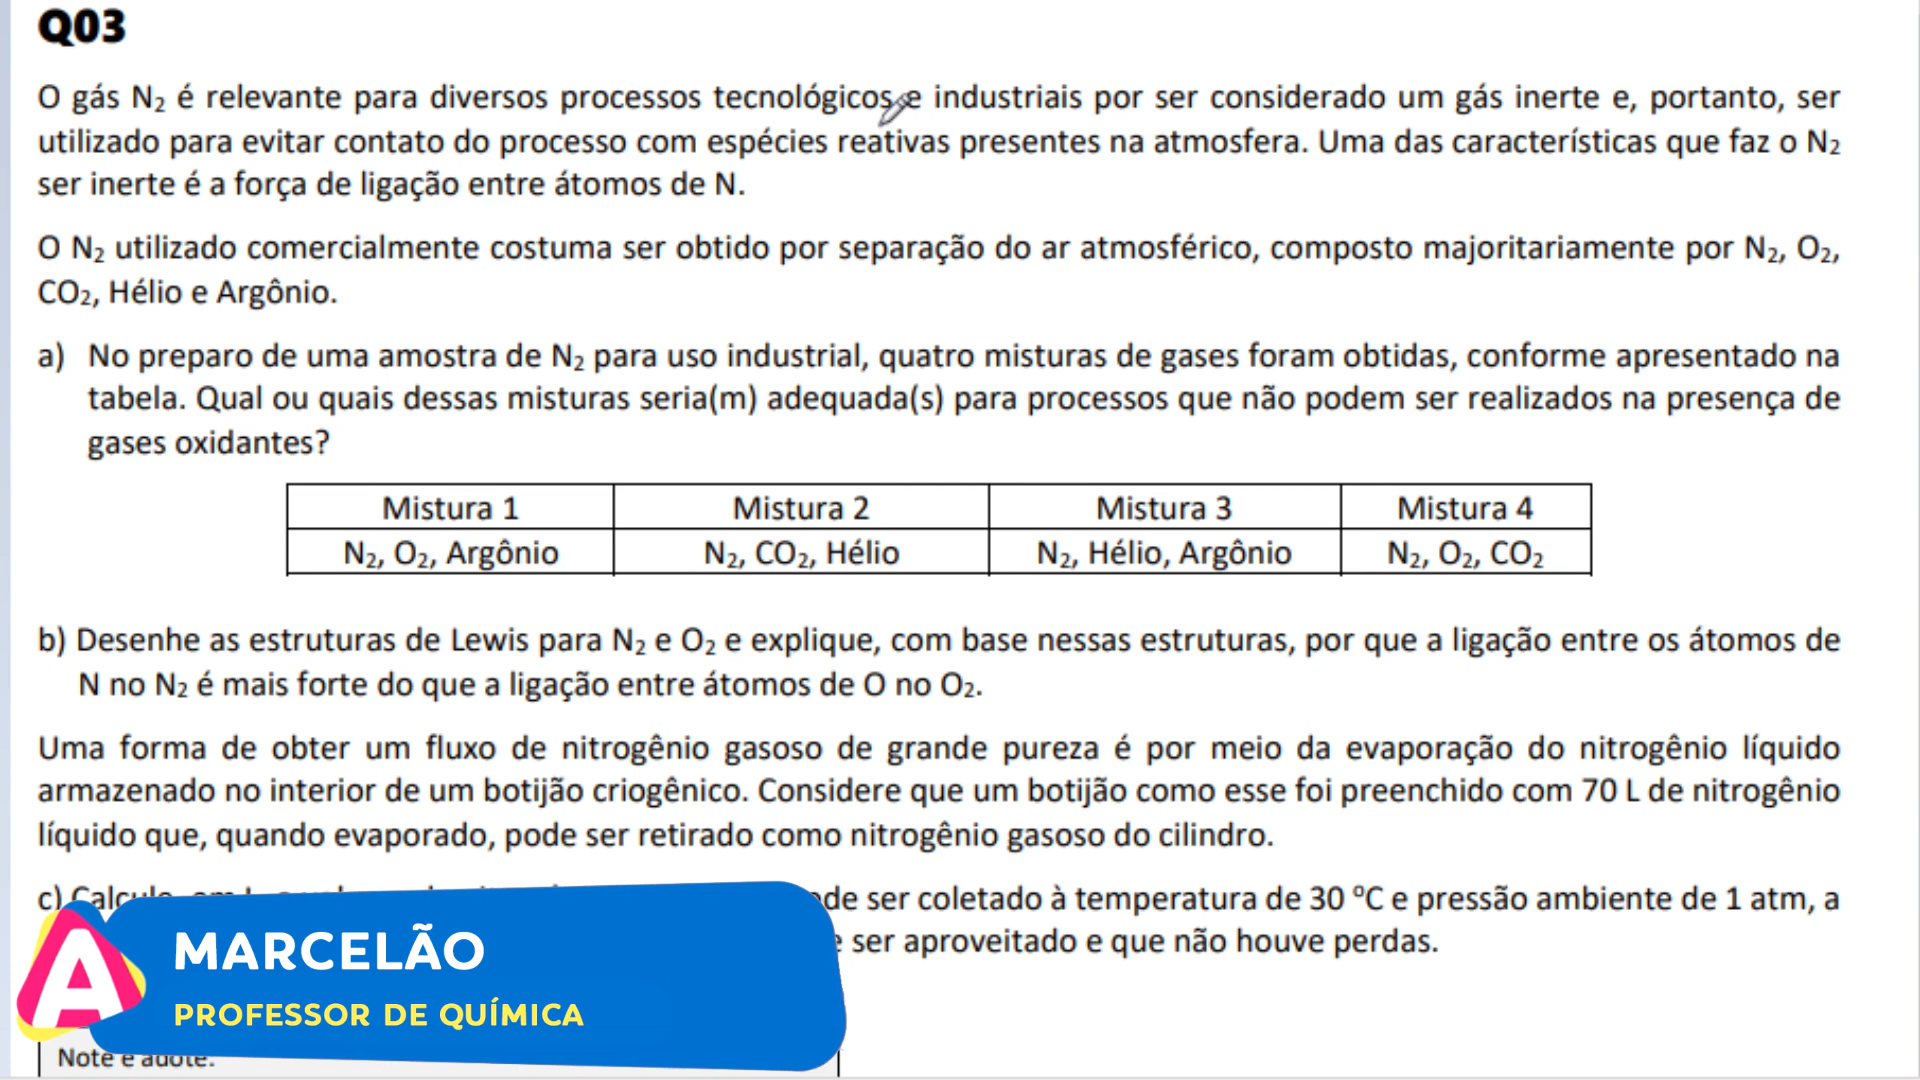 Q03
O gás N₂ é relevante para diversos processos tecnológicos e industriais por ser considerado um gás inerte e, portanto, ser
utilizado para evitar contato do processo com espécies reativas presentes na atmosfera. Uma das características que faz o N₂
ser inerte é a força de ligação entre átomos de N.
O N₂ utilizado comercialmente costuma ser obtido por separação do ar atmosférico, composto majoritariamente por N₂, O₂,
CO₂, Hélio e Argônio.
a) No preparo de uma amostra de N₂ para uso industrial, quatro misturas de gases foram obtidas, conforme apresentado na
tabela. Qual ou quais dessas misturas seria(m) adequada(s) para processos que não podem ser realizados na presença de
gases oxidantes?
Mistura 1 Mistura 2 Mistura 3 Mistura 4
N₂, O₂, Argônio N₂, CO₂, Hélio N₂, Hélio, Argônio N₂, O₂, CO₂
b) Desenhe as estruturas de Lewis para N₂ e O₂ e explique, com base nessas estruturas, por que a ligação entre os átomos de
N no N₂ é mais forte do que a ligação entre átomos de O no O₂.
Uma forma de obter um fluxo de nitrogênio gasoso de grande pureza é por meio da evaporação do nitrogênio líquido
armazenado no interior de um botijão criogênico. Considere que um botijão como esse foi preenchido com 70 L de nitrogênio
líquido que, quando evaporado, pode ser retirado como nitrogênio gasoso do cilindro.
c) ser coletado à temperatura de 30 ºC e pressão ambiente de 1 atm, a
ser aproveitado e que não houve perdas.
A
MARCELÃO
PROFESSOR DE QUÍMICA
Note e adote: